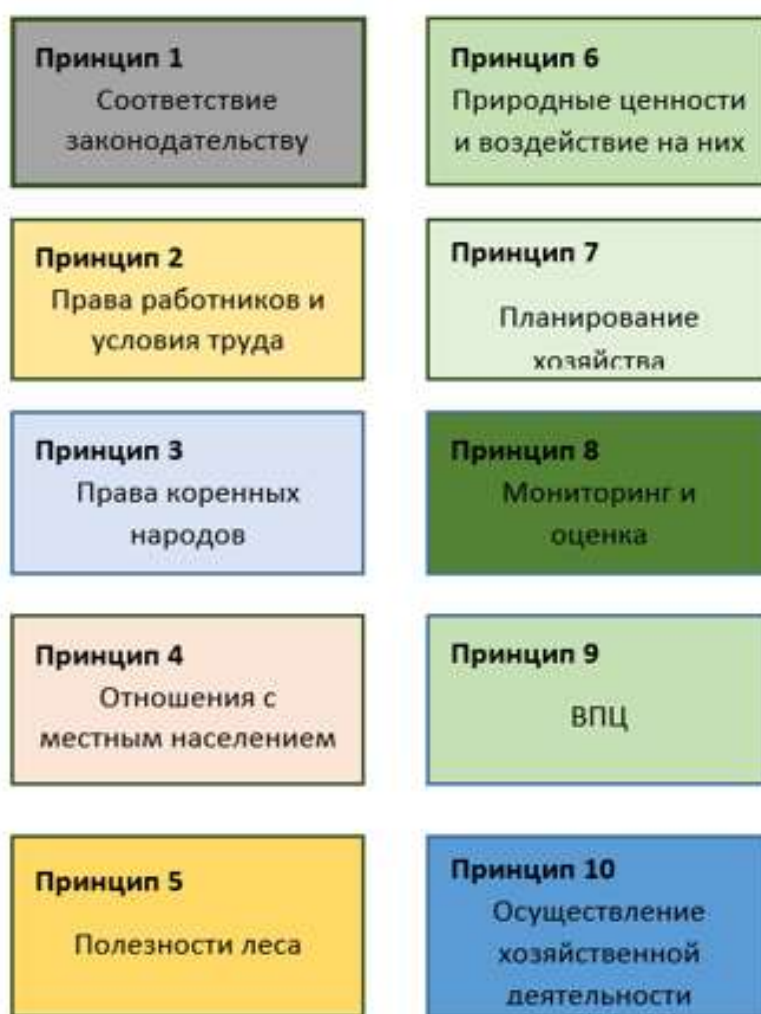 Принцип 1
Соответствие
законодательству
Принцип 2
Права работников и
условия труда
Принцип 3
Права коренных
народов
Принцип 4
Отношения с
местным населением
Принцип 5
Полезности леса
Принцип 6
Природные ценности
и воздействие на них
Принцип 7
Планирование
хозяйства
Принцип 8
Мониторинг и
оценка
Принцип 9
ВПЦ
Принцип 10
Осуществление
хозяйственной
деятельности